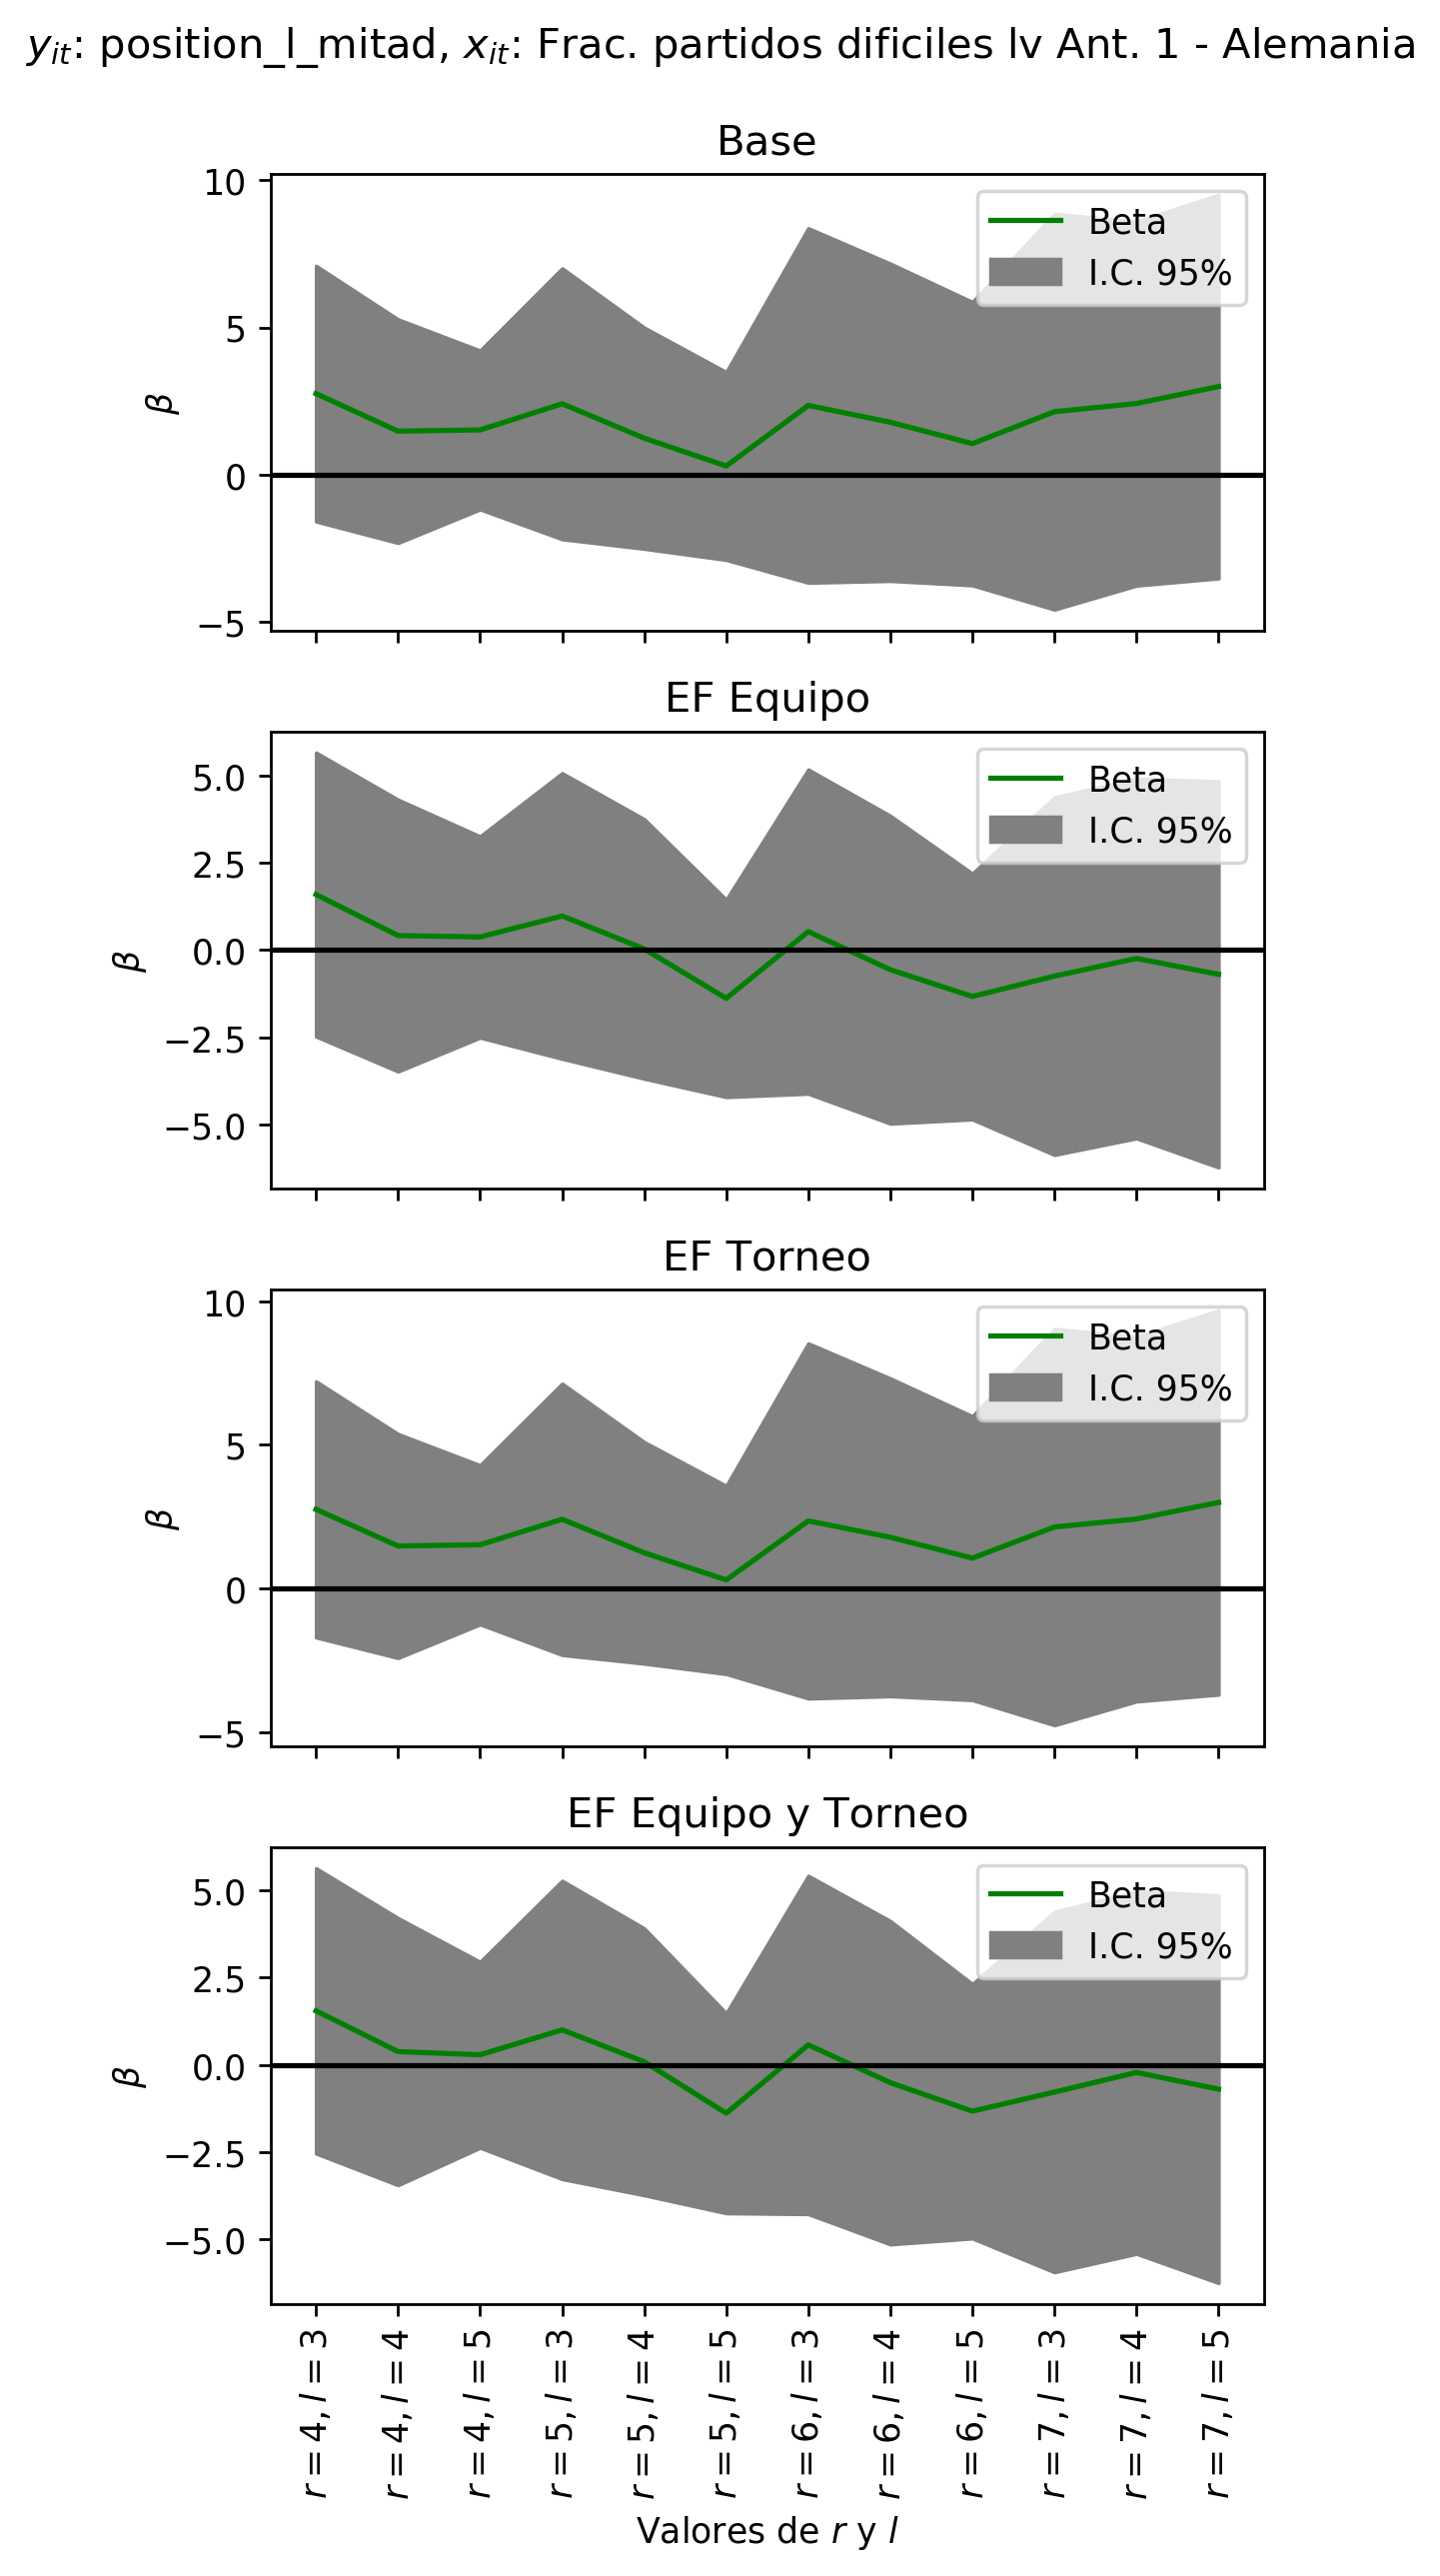 y_it: position_l_mitad, x_it: Frac. partidos dificiles lv Ant. 1 - Alemania
Base
10
5
0
−5
β
Beta
I.C. 95%
EF Equipo
5.0
2.5
0.0
−2.5
−5.0
β
Beta
I.C. 95%
EF Torneo
10
5
0
−5
β
Beta
I.C. 95%
EF Equipo y Torneo
5.0
2.5
0.0
−2.5
−5.0
β
Beta
I.C. 95%
r = 4, l = 3
r = 4, l = 4
r = 4, l = 5
r = 5, l = 3
r = 5, l = 4
r = 5, l = 5
r = 6, l = 3
r = 6, l = 4
r = 6, l = 5
r = 7, l = 3
r = 7, l = 4
r = 7, l = 5
Valores de r y l